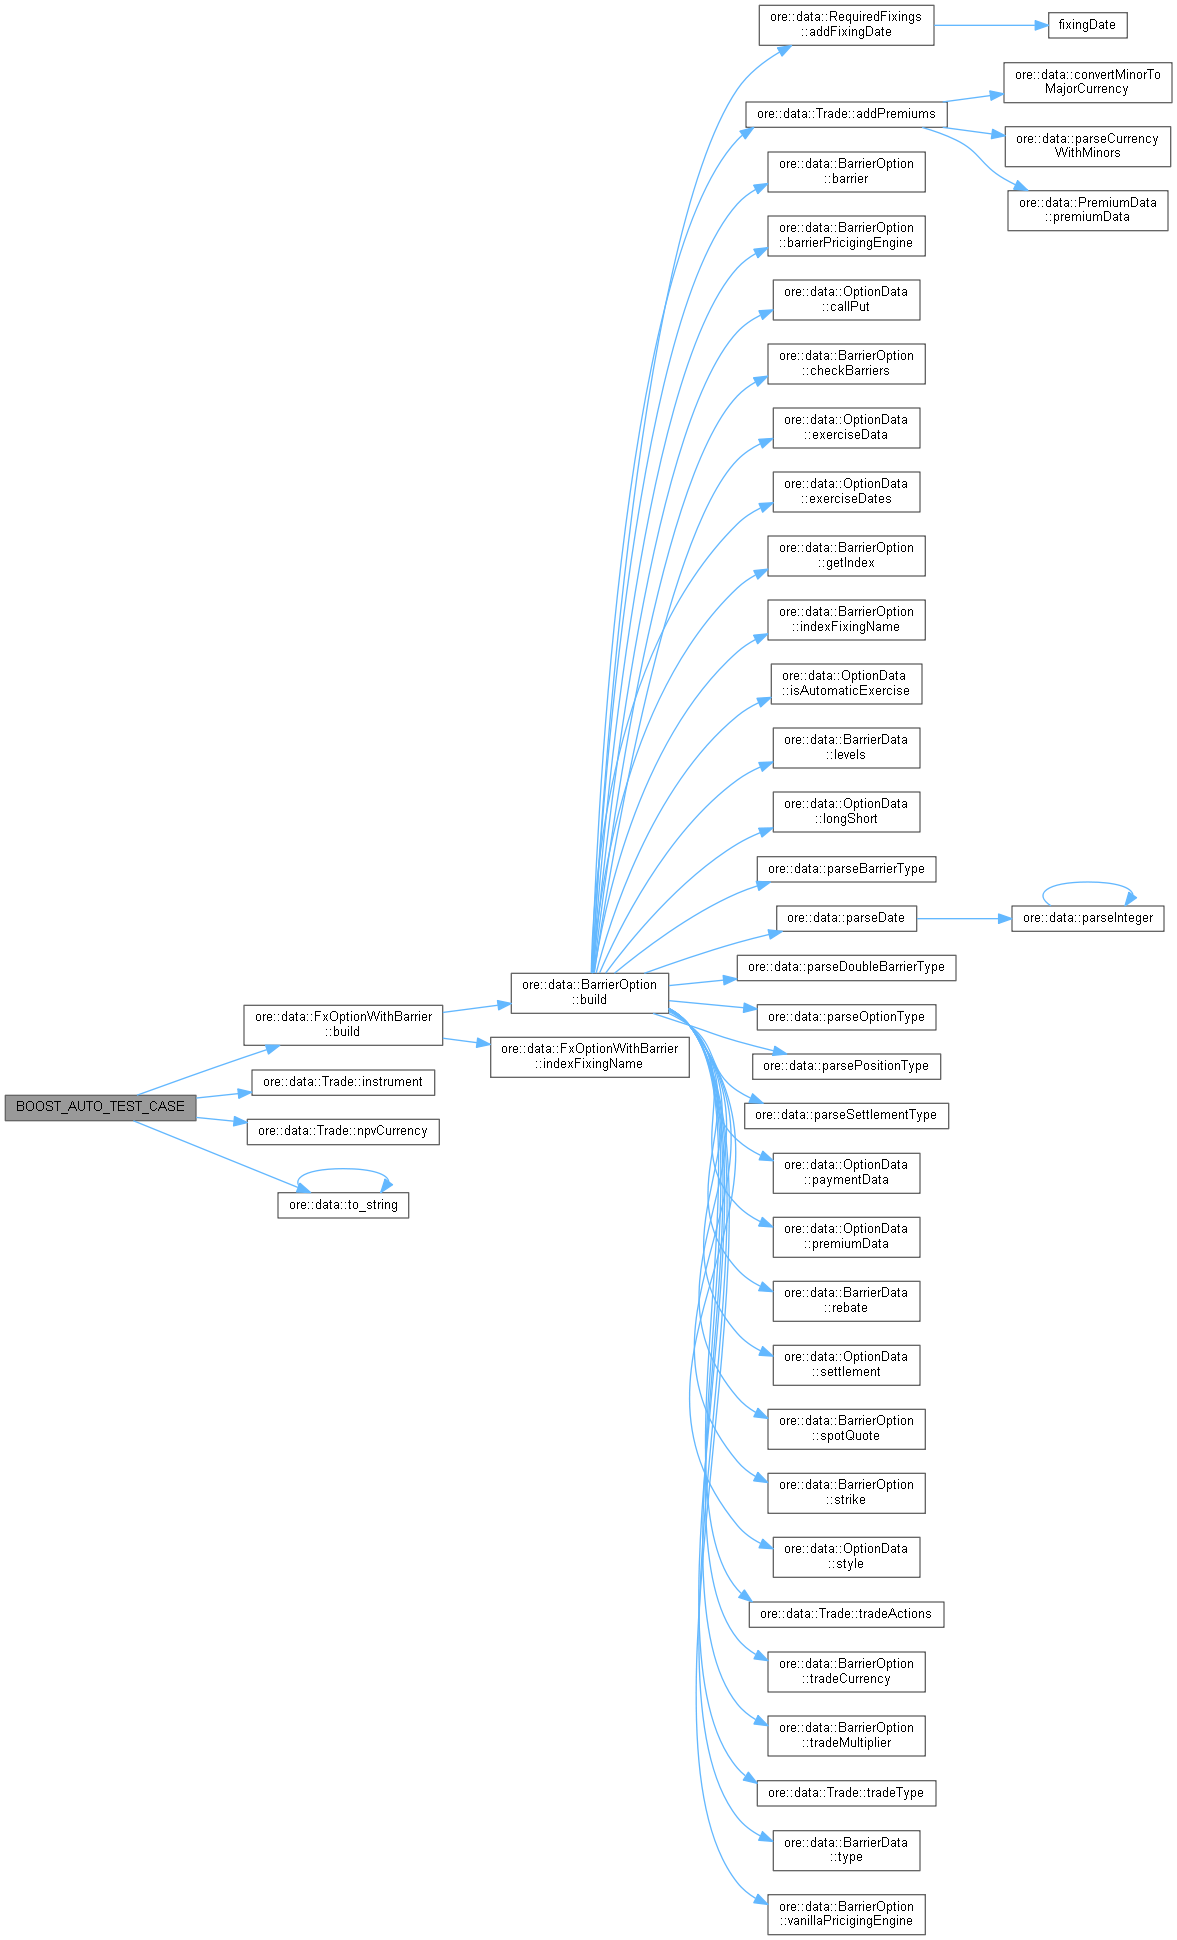 BOOST_AUTO_TEST_CASE
ore::data::FxOptionWithBarrier
::build
ore::data::Trade::instrument
ore::data::Trade::npvCurrency
ore::data::to_string
ore::data::BarrierOption
::build
ore::data::FxOptionWithBarrier
::indexFixingName
ore::data::RequiredFixings
::addFixingDate
fixingDate
ore::data::Trade::addPremiums
ore::data::convertMinorTo
MajorCurrency
ore::data::parseCurrency
WithMinors
ore::data::PremiumData
::premiumData
ore::data::BarrierOption
::barrier
ore::data::BarrierOption
::barrierPricigingEngine
ore::data::OptionData
::callPut
ore::data::BarrierOption
::checkBarriers
ore::data::OptionData
::exerciseData
ore::data::OptionData
::exerciseDates
ore::data::BarrierOption
::getIndex
ore::data::BarrierOption
::indexFixingName
ore::data::OptionData
::isAutomaticExercise
ore::data::BarrierData
::levels
ore::data::OptionData
::longShort
ore::data::parseBarrierType
ore::data::parseDate
ore::data::parseInteger
ore::data::parseDoubleBarrierType
ore::data::parseOptionType
ore::data::parsePositionType
ore::data::parseSettlementType
ore::data::OptionData
::paymentData
ore::data::OptionData
::premiumData
ore::data::BarrierData
::rebate
ore::data::OptionData
::settlement
ore::data::BarrierOption
::spotQuote
ore::data::BarrierOption
::strike
ore::data::OptionData
::style
ore::data::Trade::tradeActions
ore::data::BarrierOption
::tradeCurrency
ore::data::BarrierOption
::tradeMultiplier
ore::data::Trade::tradeType
ore::data::BarrierData
::type
ore::data::BarrierOption
::vanillaPricigingEngine